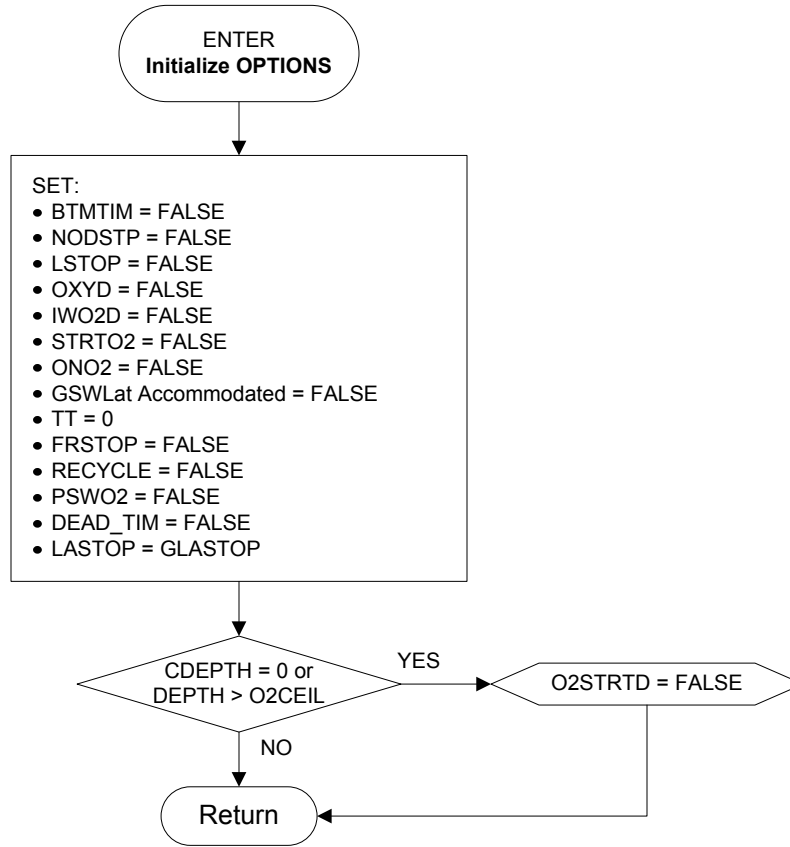 ENTER
Initialize OPTIONS
SET:
• BTMTIM = FALSE
• NODSTP = FALSE
• LSTOP = FALSE
• OXYD = FALSE
• IWO2D = FALSE
• STRTO2 = FALSE
• ONO2 = FALSE
• GSWLat Accommodated = FALSE
• TT = 0
• FRSTOP = FALSE
• RECYCLE = FALSE
• PSWO2 = FALSE
• DEAD_TIM = FALSE
• LASTOP = GLASTOP
CDEPTH = 0 or
DEPTH > O2CEIL
YES
O2STRTD = FALSE
NO
Return